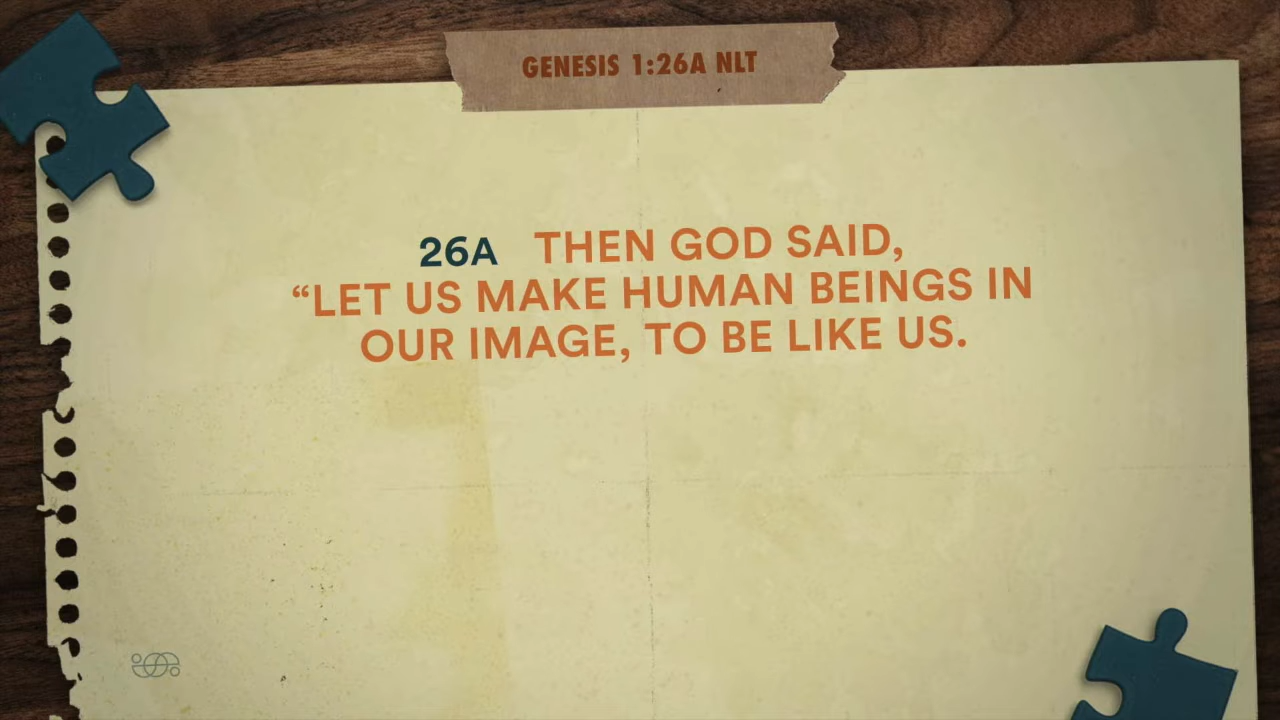 GENESIS 1:26A NLT
26A THEN GOD SAID,
“LET US MAKE HUMAN BEINGS IN
OUR IMAGE, TO BE LIKE US.